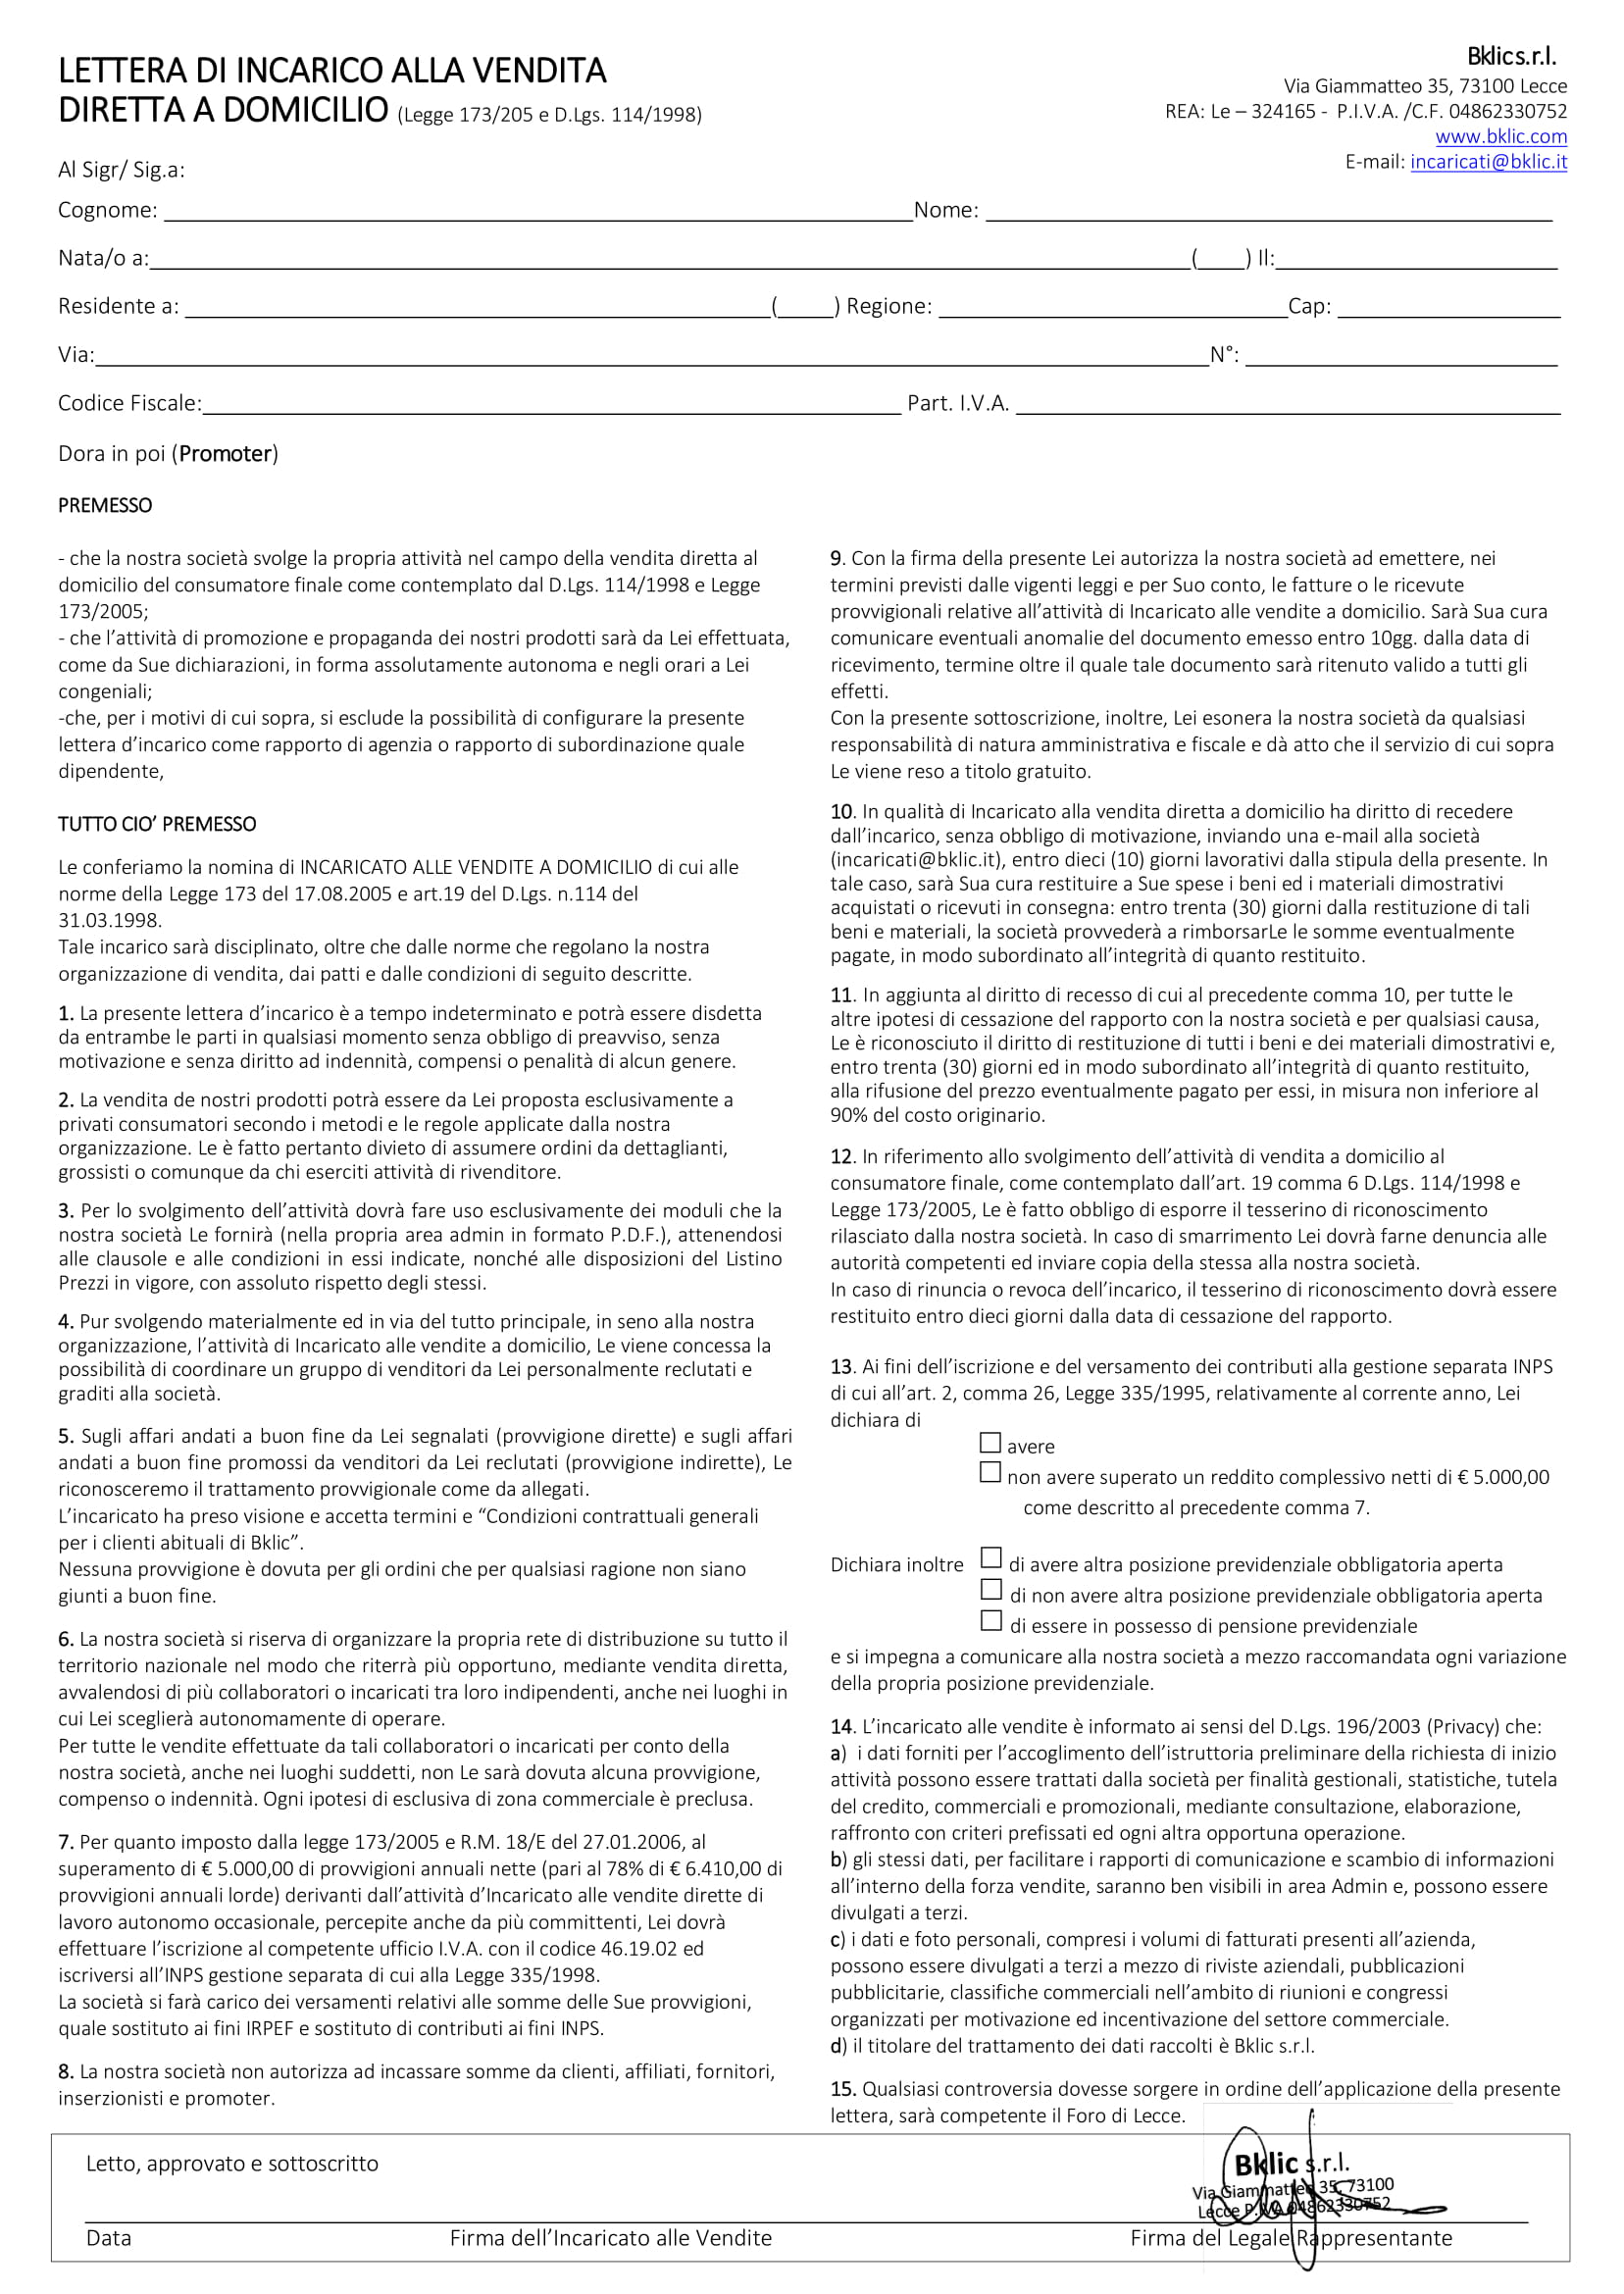 LETTERA DI INCARICO ALLA VENDITA
DIRETTA A DOMICILIO (Legge 173/205 e D.Lgs. 114/1998)
Bklic s.r.l.
Via Giammatteo 35, 73100 Lecce
REA: Le – 324165 - P.I.V.A. /C.F. 04862330752
www.bklic.com
E-mail: incaricati@bklic.it
Al Sigr/ Sig.a:
Cognome: ____ Nome: ____
Nata/o a:____(____) Il:____
Residente a: ____(____) Regione: ____Cap: ____
Via:____N°: ____
Codice Fiscale:____ Part. I.V.A. ____
Dora in poi (Promoter)
PREMESSO
- che la nostra società svolge la propria attività nel campo della vendita diretta al
domicilio del consumatore finale come contemplato dal D.Lgs. 114/1998 e Legge
173/2005;
- che l’attività di promozione e propaganda dei nostri prodotti sarà da Lei effettuata,
come da Sue dichiarazioni, in forma assolutamente autonoma e negli orari a Lei
congeniali;
-che, per i motivi di cui sopra, si esclude la possibilità di configurare la presente
lettera d’incarico come rapporto di agenzia o rapporto di subordinazione quale
dipendente,
TUTTO CIO’ PREMESSO
Le conferiamo la nomina di INCARICATO ALLE VENDITE A DOMICILIO di cui alle
norme della Legge 173 del 17.08.2005 e art.19 del D.Lgs. n.114 del
31.03.1998.
Tale incarico sarà disciplinato, oltre che dalle norme che regolano la nostra
organizzazione di vendita, dai patti e dalle condizioni di seguito descritte.
1. La presente lettera d’incarico è a tempo indeterminato e potrà essere disdetta
da entrambe le parti in qualsiasi momento senza obbligo di preavviso, senza
motivazione e senza diritto ad indennità, compensi o penalità di alcun genere.
2. La vendita de nostri prodotti potrà essere da Lei proposta esclusivamente a
privati consumatori secondo i metodi e le regole applicate dalla nostra
organizzazione. Le è fatto pertanto divieto di assumere ordini da dettaglianti,
grossisti o comunque da chi eserciti attività di rivenditore.
3. Per lo svolgimento dell’attività dovrà fare uso esclusivamente dei moduli che la
nostra società Le fornirà (nella propria area admin in formato P.D.F.), attenendosi
alle clausole e alle condizioni in essi indicate, nonché alle disposizioni del Listino
Prezzi in vigore, con assoluto rispetto degli stessi.
4. Pur svolgendo materialmente ed in via del tutto principale, in seno alla nostra
organizzazione, l’attività di Incaricato alle vendite a domicilio, Le viene concessa la
possibilità di coordinare un gruppo di venditori da Lei personalmente reclutati e
graditi alla società.
5. Sugli affari andati a buon fine da Lei segnalati (provvigione dirette) e sugli affari
andati a buon fine promossi da venditori da Lei reclutati (provvigione indirette), Le
riconosceremo il trattamento provvigionale come da allegati.
L’incaricato ha preso visione e accetta termini e “Condizioni contrattuali generali
per i clienti abituali di Bklic”.
Nessuna provvigione è dovuta per gli ordini che per qualsiasi ragione non siano
giunti a buon fine.
6. La nostra società si riserva di organizzare la propria rete di distribuzione su tutto il
territorio nazionale nel modo che riterrà più opportuno, mediante vendita diretta,
avvalendosi di più collaboratori o incaricati tra loro indipendenti, anche nei luoghi in
cui Lei sceglierà autonomamente di operare.
Per tutte le vendite effettuate da tali collaboratori o incaricati per conto della
nostra società, anche nei luoghi suddetti, non Le sarà dovuta alcuna provvigione,
compenso o indennità. Ogni ipotesi di esclusiva di zona commerciale è preclusa.
7. Per quanto imposto dalla legge 173/2005 e R.M. 18/E del 27.01.2006, al
superamento di € 5.000,00 di provvigioni annuali nette (pari al 78% di € 6.410,00 di
provvigioni annuali lorde) derivanti dall’attività d’Incaricato alle vendite dirette di
lavoro autonomo occasionale, percepite anche da più committenti, Lei dovrà
effettuare l’iscrizione al competente ufficio I.V.A. con il codice 46.19.02 ed
iscriversi all’INPS gestione separata di cui alla Legge 335/1998.
La società si farà carico dei versamenti relativi alle somme delle Sue provvigioni,
quale sostituto ai fini IRPEF e sostituto di contributi ai fini INPS.
8. La nostra società non autorizza ad incassare somme da clienti, affiliati, fornitori,
inserzionisti e promoter.
9. Con la firma della presente Lei autorizza la nostra società ad emettere, nei
termini previsti dalle vigenti leggi e per Suo conto, le fatture o le ricevute
provvigionali relative all’attività di Incaricato alle vendite a domicilio. Sarà Sua cura
comunicare eventuali anomalie del documento emesso entro 10gg. dalla data di
ricevimento, termine oltre il quale tale documento sarà ritenuto valido a tutti gli
effetti.
Con la presente sottoscrizione, inoltre, Lei esonera la nostra società da qualsiasi
responsabilità di natura amministrativa e fiscale e dà atto che il servizio di cui sopra
Le viene reso a titolo gratuito.
10. In qualità di Incaricato alla vendita diretta a domicilio ha diritto di recedere
dall’incarico, senza obbligo di motivazione, inviando una e-mail alla società
(incaricati@bklic.it), entro dieci (10) giorni lavorativi dalla stipula della presente. In
tale caso, sarà Sua cura restituire a Sue spese i beni ed i materiali dimostrativi
acquistati o ricevuti in consegna: entro trenta (30) giorni dalla restituzione di tali
beni e materiali, la società provvederà a rimborsarLe le somme eventualmente
pagate, in modo subordinato all’integrità di quanto restituito.
11. In aggiunta al diritto di recesso di cui al precedente comma 10, per tutte le
altre ipotesi di cessazione del rapporto con la nostra società e per qualsiasi causa,
Le è riconosciuto il diritto di restituzione di tutti i beni e dei materiali dimostrativi e,
entro trenta (30) giorni ed in modo subordinato all’integrità di quanto restituito,
alla rifusione del prezzo eventualmente pagato per essi, in misura non inferiore al
90% del costo originario.
12. In riferimento allo svolgimento dell’attività di vendita a domicilio al
consumatore finale, come contemplato dall’art. 19 comma 6 D.Lgs. 114/1998 e
Legge 173/2005, Le è fatto obbligo di esporre il tesserino di riconoscimento
rilasciato dalla nostra società. In caso di smarrimento Lei dovrà farne denuncia alle
autorità competenti ed inviare copia della stessa alla nostra società.
In caso di rinuncia o revoca dell’incarico, il tesserino di riconoscimento dovrà essere
restituito entro dieci giorni dalla data di cessazione del rapporto.
13. Ai fini dell’iscrizione e del versamento dei contributi alla gestione separata INPS
di cui all’art. 2, comma 26, Legge 335/1995, relativamente al corrente anno, Lei
dichiara di
☐ avere
☐ non avere superato un reddito complessivo netti di € 5.000,00
come descritto al precedente comma 7.
Dichiara inoltre ☐ di avere altra posizione previdenziale obbligatoria aperta
☐ di non avere altra posizione previdenziale obbligatoria aperta
☐ di essere in possesso di pensione previdenziale
e si impegna a comunicare alla nostra società a mezzo raccomandata ogni variazione
della propria posizione previdenziale.
14. L’incaricato alle vendite è informato ai sensi del D.Lgs. 196/2003 (Privacy) che:
a) i dati forniti per l’accoglimento dell’istruttoria preliminare della richiesta di inizio
attività possono essere trattati dalla società per finalità gestionali, statistiche, tutela
del credito, commerciali e promozionali, mediante consultazione, elaborazione,
raffronto con criteri prefissati ed ogni altra opportuna operazione.
b) gli stessi dati, per facilitare i rapporti di comunicazione e scambio di informazioni
all’interno della forza vendite, saranno ben visibili in area Admin e, possono essere
divulgati a terzi.
c) i dati e foto personali, compresi i volumi di fatturati presenti all’azienda,
possono essere divulgati a terzi a mezzo di riviste aziendali, pubblicazioni
pubblicitarie, classifiche commerciali nell’ambito di riunioni e congressi
organizzati per motivazione ed incentivazione del settore commerciale.
d) il titolare del trattamento dei dati raccolti è Bklic s.r.l.
15. Qualsiasi controversia dovesse sorgere in ordine dell’applicazione della presente
lettera, sarà competente il Foro di Lecce.
Letto, approvato e sottoscritto
Bklic s.r.l.
Via Giammatteo 35, 73100
Lecce P.IVA 04862330752
Data Firma dell’Incaricato alle Vendite Firma del Legale Rappresentante